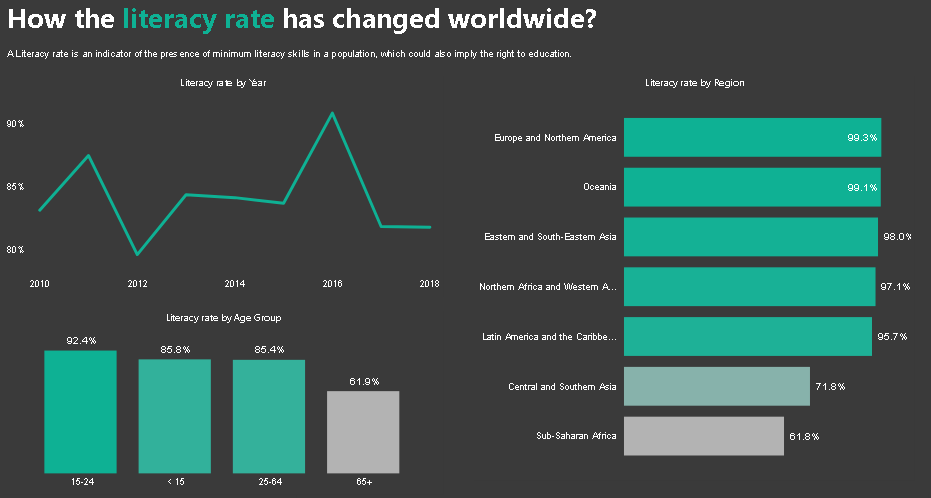 How the literacy rate has changed worldwide?
A Literacy rate is an indicator of the presence of minimum literacy skills in a population, which could also imply the right to education.
Literacy rate by Year
90%
85%
80%
2010 2012 2014 2016 2018
Literacy rate by Age Group
92.4% 85.8% 85.4% 61.9%
15-24 < 15 25-64 65+
Literacy rate by Region
Europe and Northern America 99.3%
Oceania 99.1%
Eastern and South-Eastern Asia 98.0%
Northern Africa and Western A... 97.1%
Latin America and the Caribbe... 95.7%
Central and Southern Asia 71.8%
Sub-Saharan Africa 61.8%